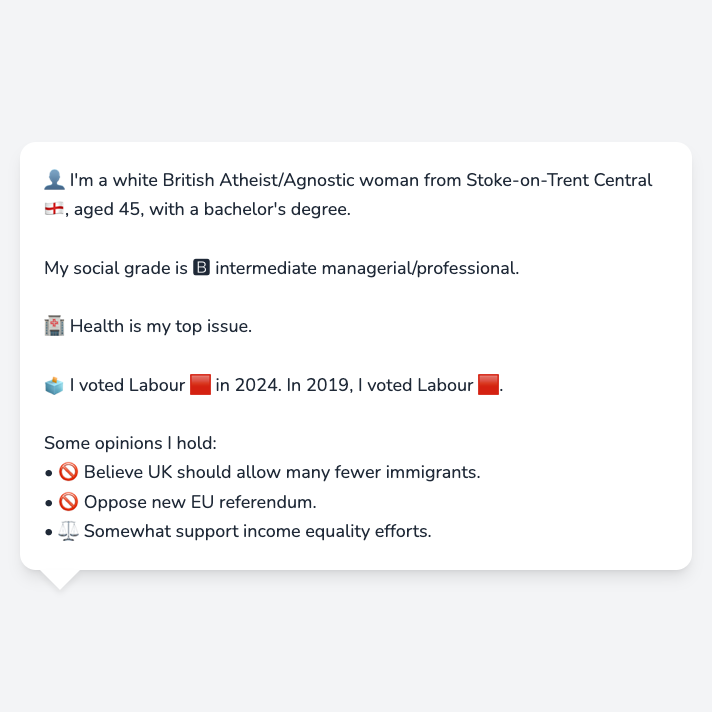 👤 I'm a white British Atheist/Agnostic woman from Stoke-on-Trent Central
🏴󠁧󠁢󠁥󠁮󠁧󠁿, aged 45, with a bachelor's degree.
My social grade is 🅱 intermediate managerial/professional.
🏥 Health is my top issue.
🗳️ I voted Labour 🟥 in 2024. In 2019, I voted Labour 🟥.
Some opinions I hold:
• 🚫 Believe UK should allow many fewer immigrants.
• 🚫 Oppose new EU referendum.
• ⚖️ Somewhat support income equality efforts.